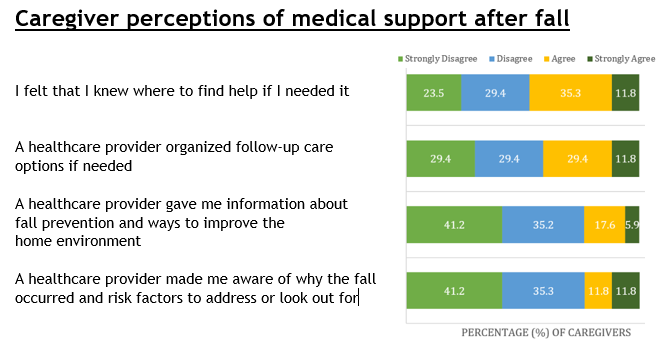 Caregiver perceptions of medical support after fall
Strongly Disagree Disagree Agree Strongly Agree
I felt that I knew where to find help if I needed it
23.5 29.4 35.3 11.8
A healthcare provider organized follow-up care
options if needed
29.4 29.4 29.4 11.8
A healthcare provider gave me information about
fall prevention and ways to improve the
home environment
41.2 35.2 17.6 5.9
A healthcare provider made me aware of why the fall
occurred and risk factors to address or look out for
41.2 35.3 11.8 11.8
PERCENTAGE (%) OF CAREGIVERS